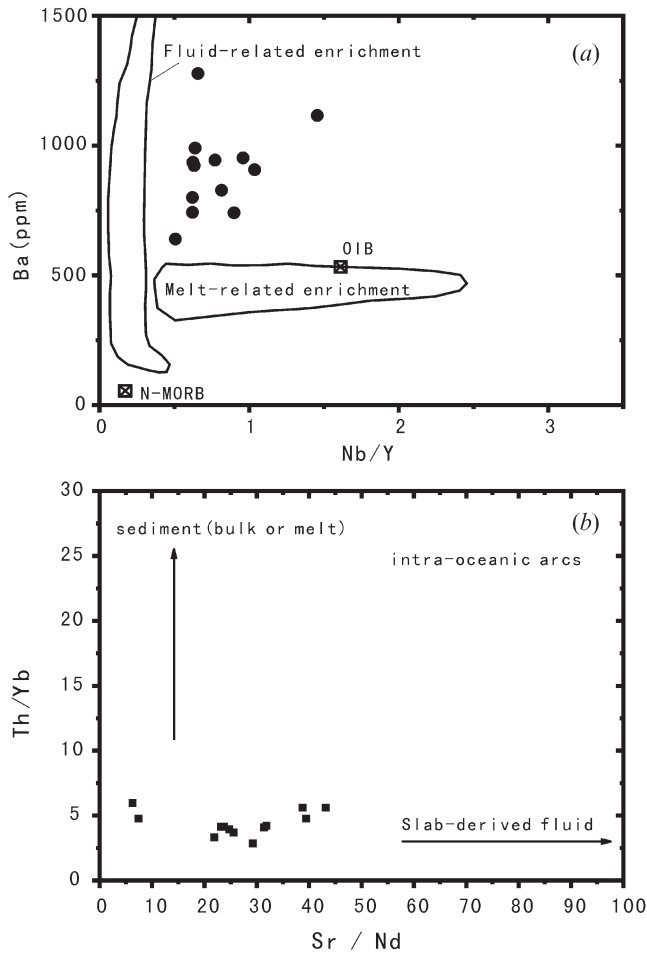 1500
Fluid-related enrichment
(a)
1000
Ba(ppm)
OIB
500
Melt-related enrichment
N-MORB
0
0 1 2 3
Nb/Y
30
sediment(bulk or melt)
(b)
25
intra-oceanic arcs
20
Th/Yb
15
10
5
Slab-derived fluid
0
0 10 20 30 40 50 60 70 80 90 100
Sr / Nd